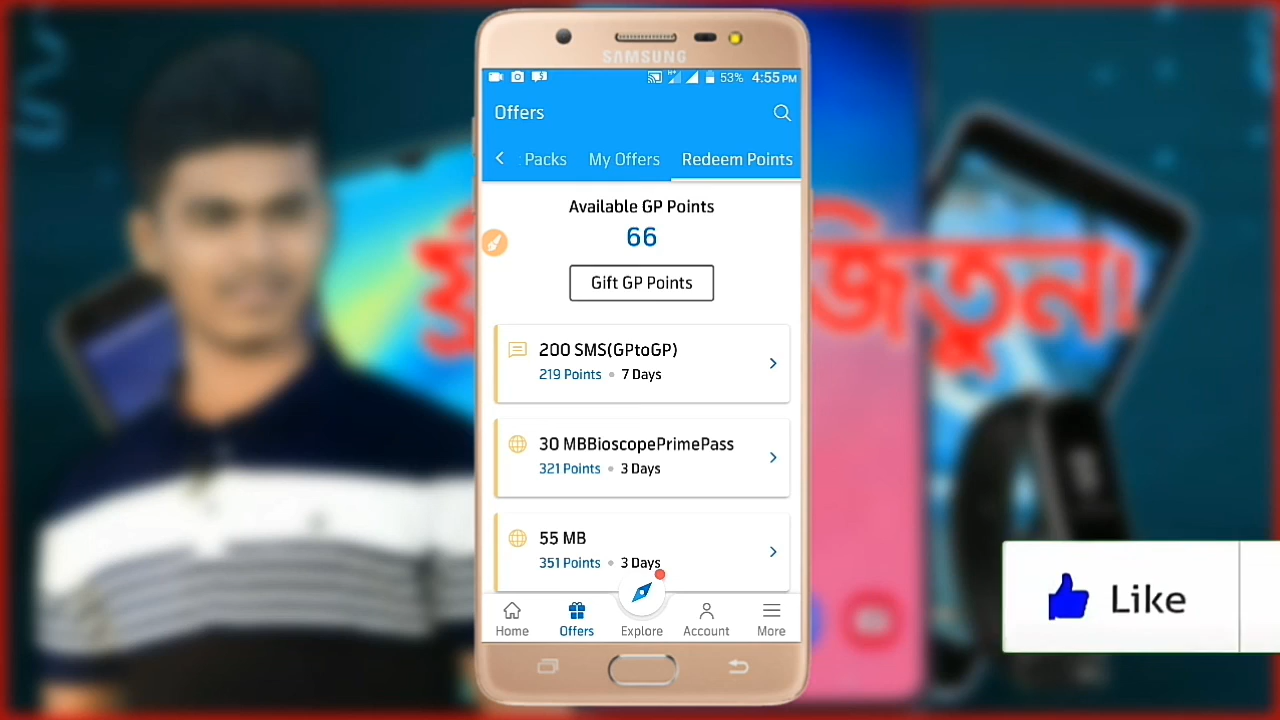 SAMSUNG
53% 4:55 PM
Offers
Packs My Offers Redeem Points
Available GP Points
66
Gift GP Points
200 SMS(GPtoGP)
219 Points • 7 Days
30 MBBioscopePrimePass
321 Points • 3 Days
55 MB
351 Points • 3 Days
Home Offers Explore Account More
জিতুন!
Like